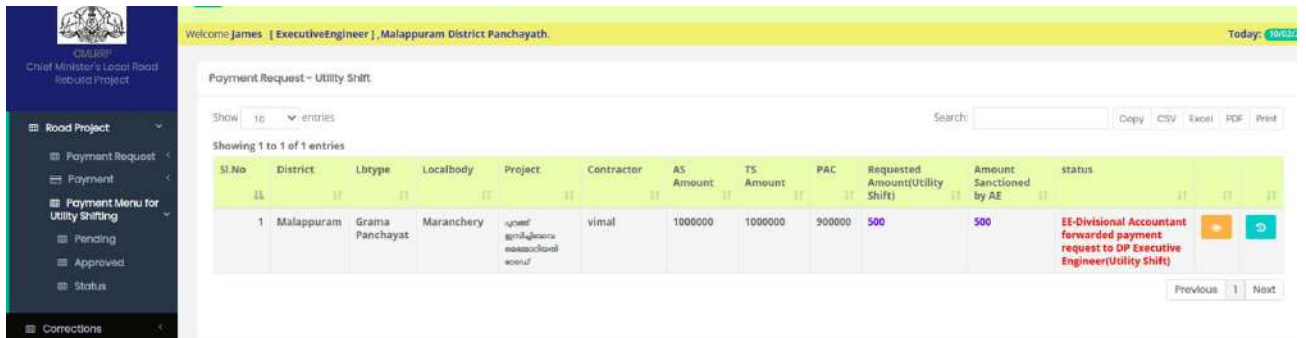 Welcome James [ ExecutiveEngineer ] ,Malappuram District Panchayath.
Today: 10/02/2
CMLRRP
Chief Minister's Local Road
Rebuild Project
Road Project
Payment Request
Payment
Payment Menu for
Utility Shifting
Pending
Approved
Status
Corrections
Payment Request - Utility Shift
Show 10 entries
Search:
Copy CSV Excel PDF Print
Showing 1 to 1 of 1 entries
Sl.No District Lbtype Localbody Project Contractor AS Amount TS Amount PAC Requested Amount(Utility Shift) Amount Sanctioned by AE status
1 Malappuram Grama Panchayat Maranchery vimal 1000000 1000000 900000 500 500 EE-Divisional Accountant forwarded payment request to DP Executive Engineer(Utility Shift)
Previous 1 Next